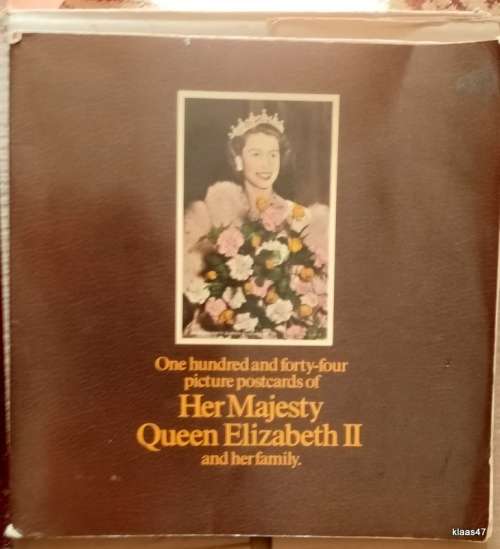 One hundred and forty-four
picture postcards of
Her Majesty
Queen Elizabeth II
and her family.
klaas47